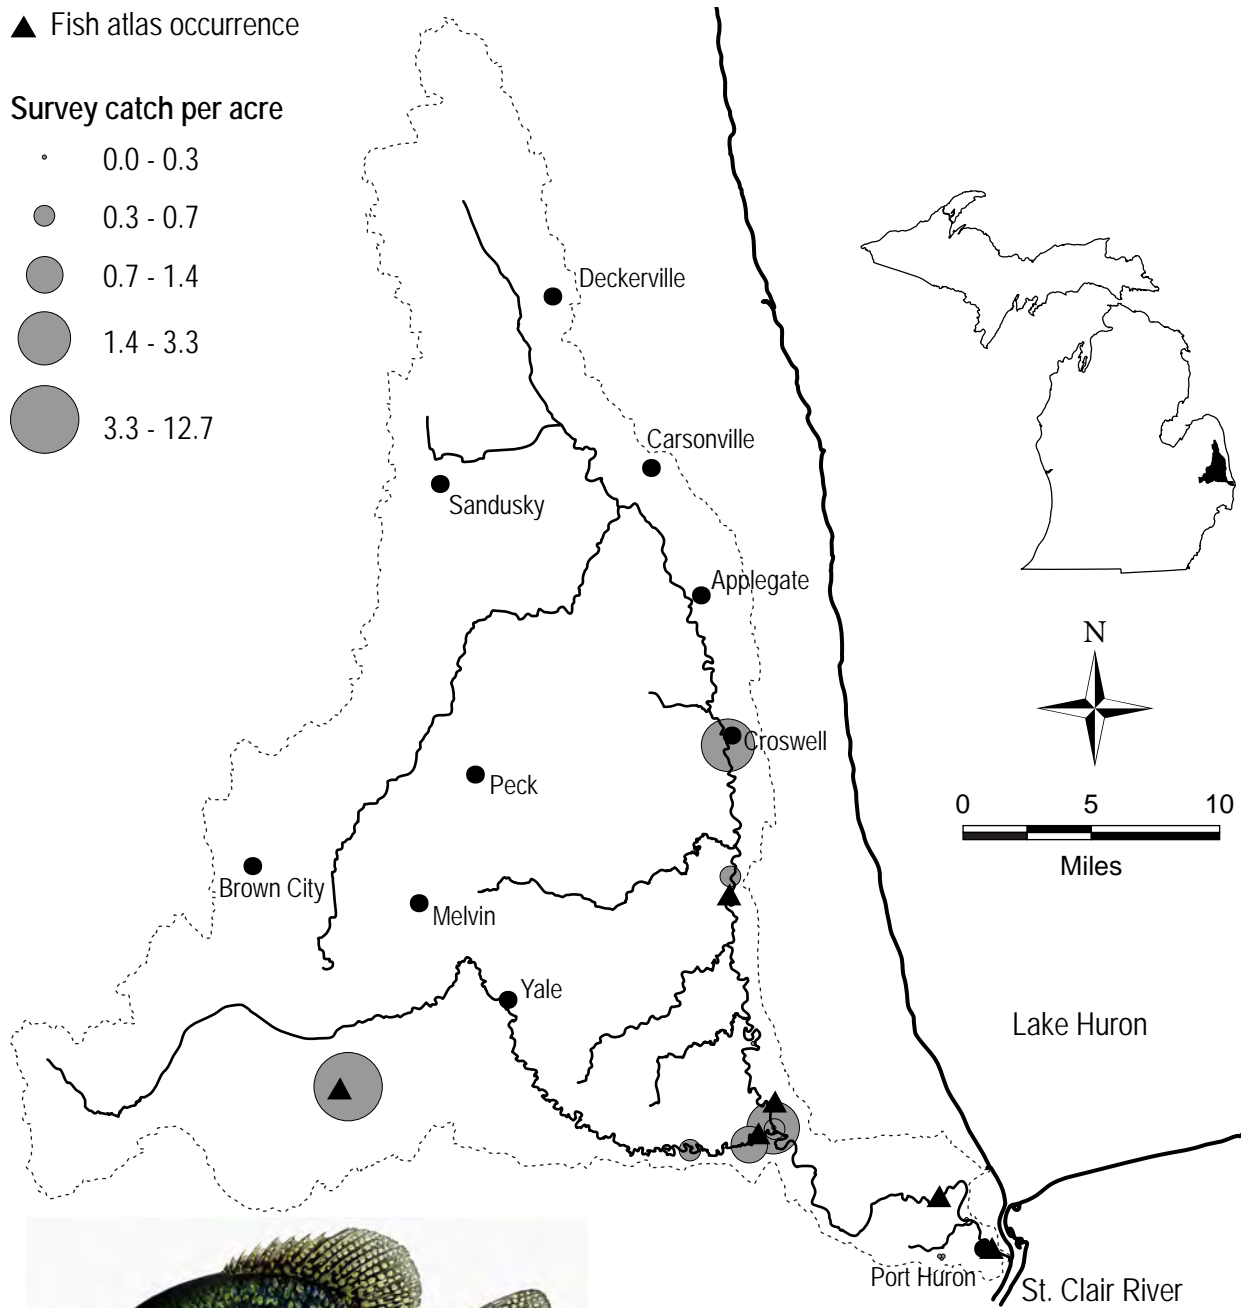 Fish atlas occurrence
Survey catch per acre
0.0 - 0.3
0.3 - 0.7
0.7 - 1.4
1.4 - 3.3
3.3 - 12.7
Deckerville
Carsonville
Sandusky
Applegate
N
Croswell
Peck
0 5 10
Miles
Brown City
Melvin
Yale
Lake Huron
Port Huron
St. Clair River